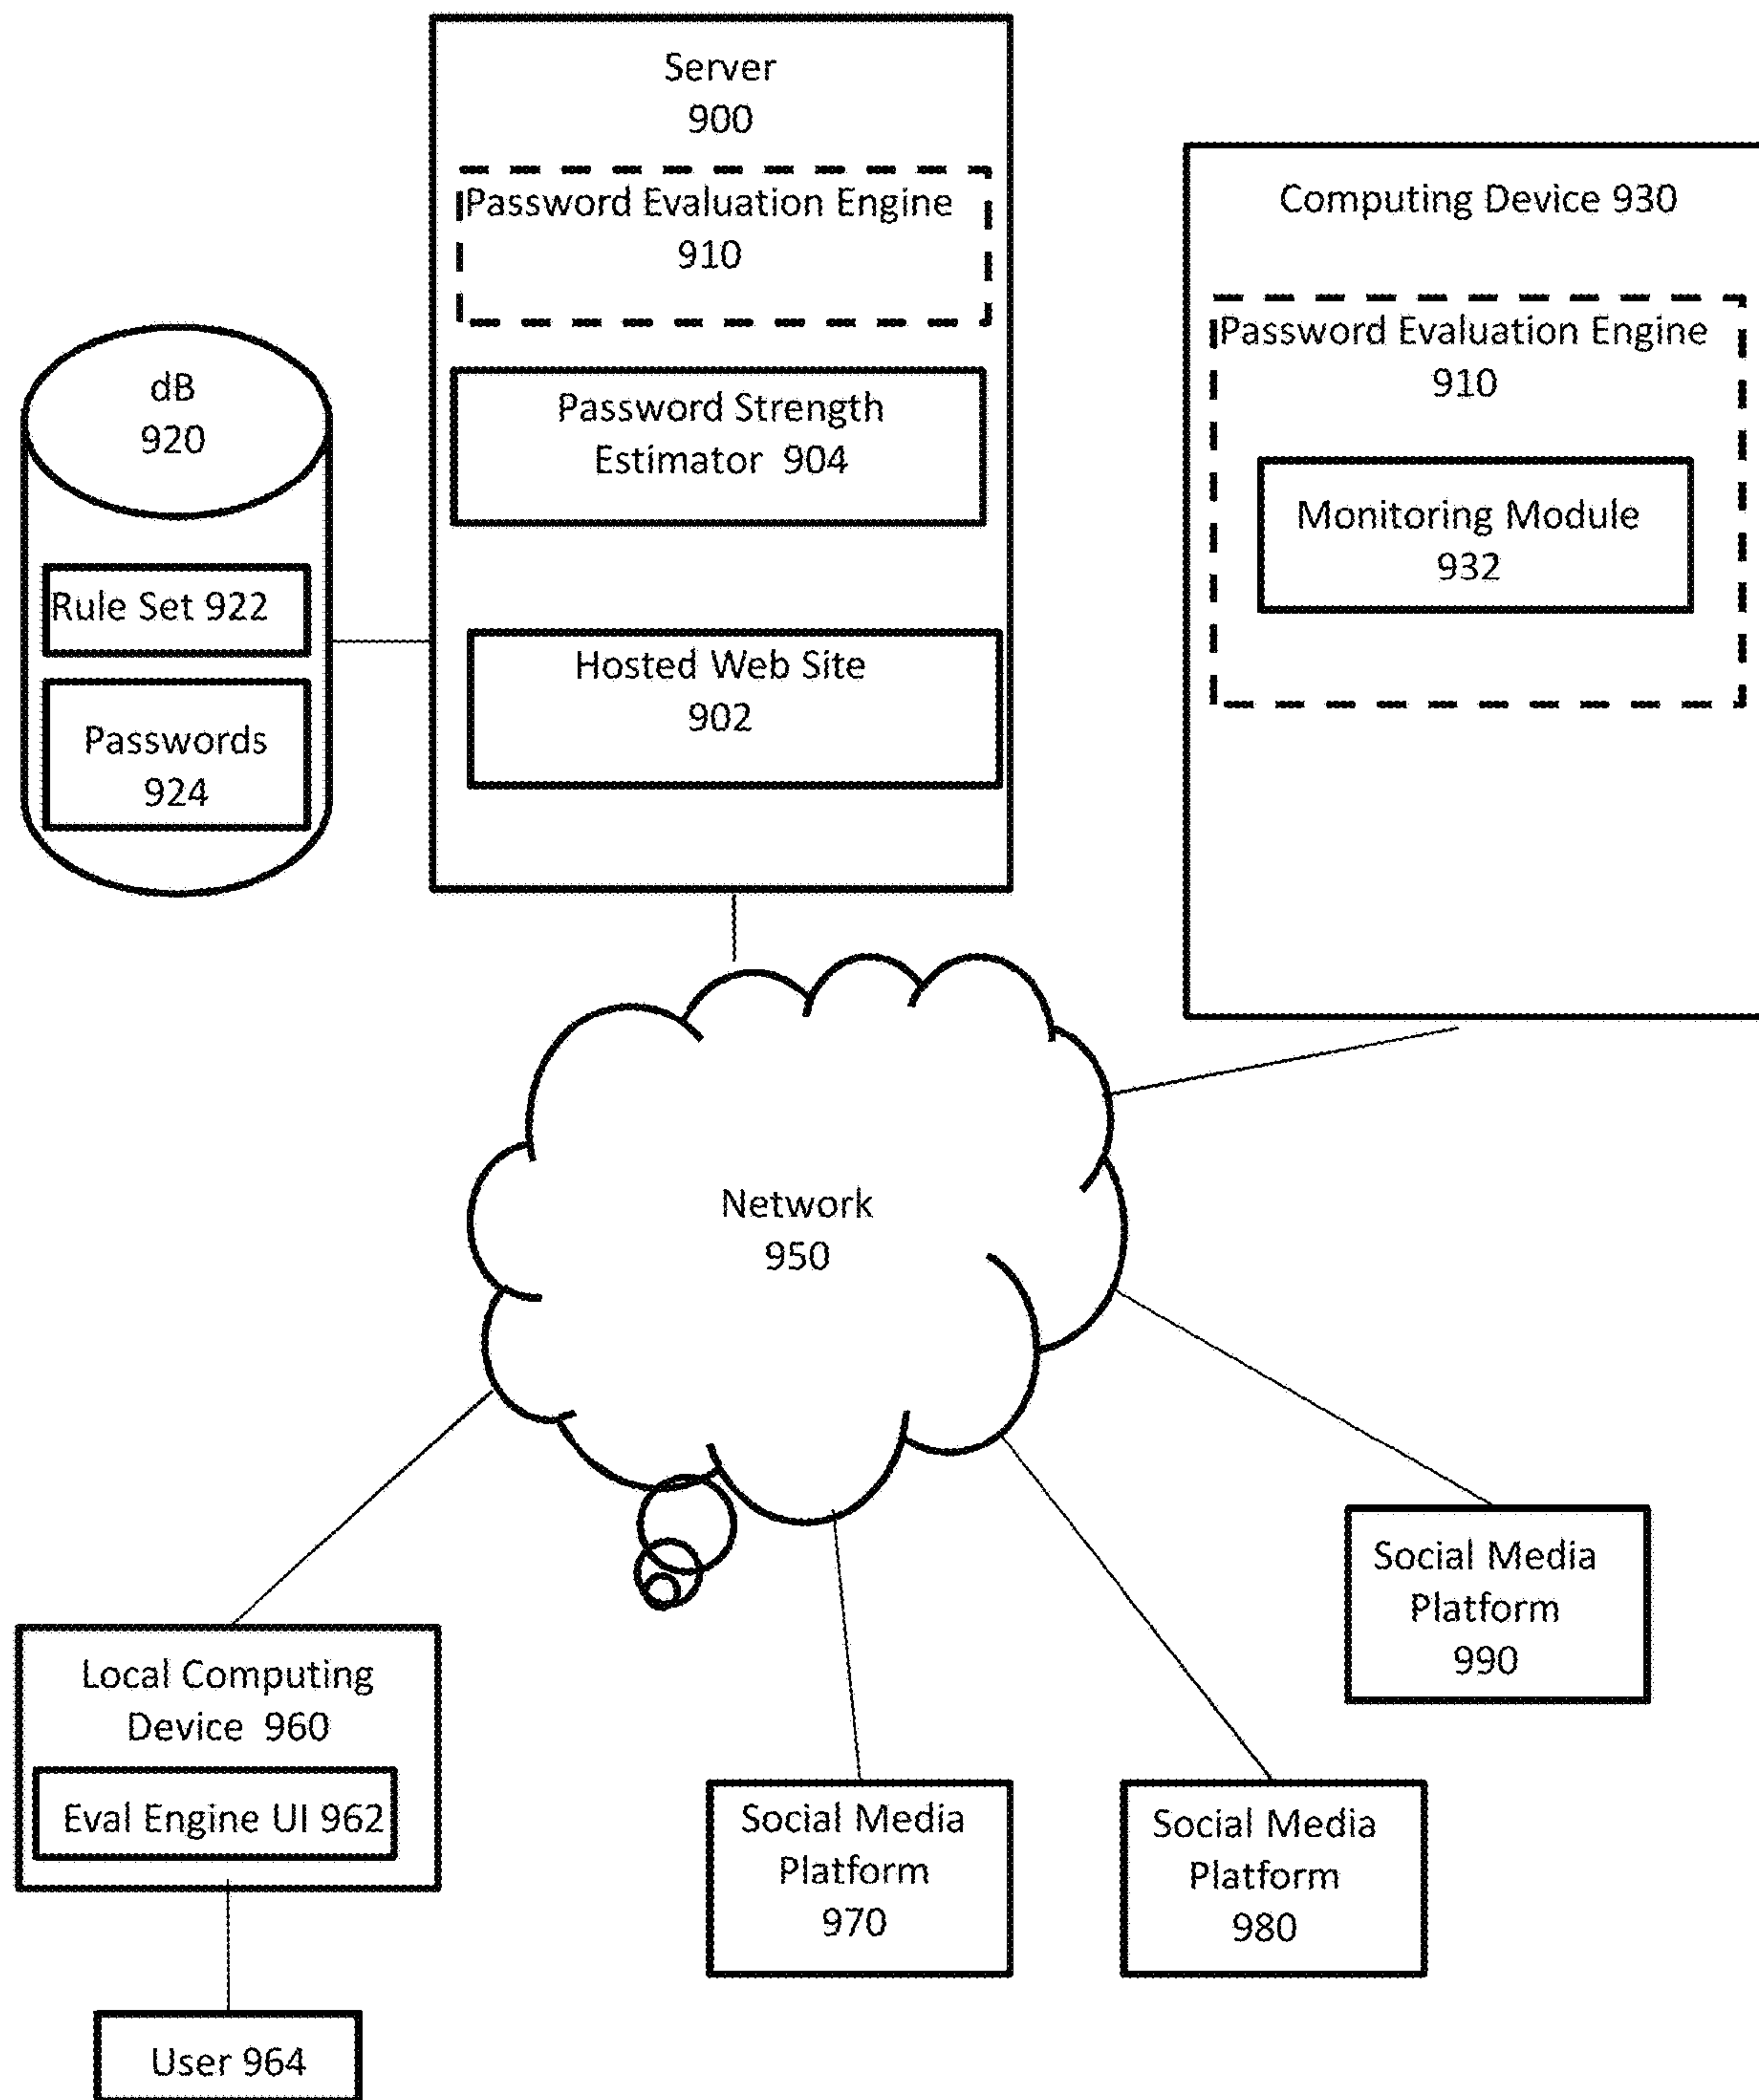 Server
900
Password Evaluation Engine
910
Password Strength
Estimator 904
Hosted Web Site
902
dB
920
Rule Set 922
Passwords
924
Computing Device 930
Password Evaluation Engine
910
Monitoring Module
932
Network
950
Local Computing
Device 960
Eval Engine UI 962
User 964
Social Media
Platform
970
Social Media
Platform
980
Social Media
Platform
990